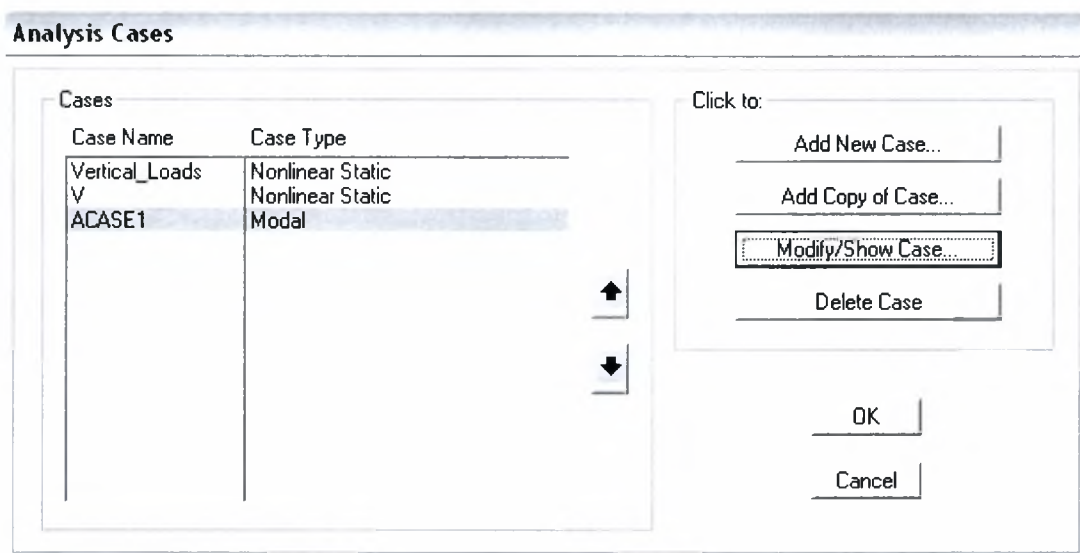 Analysis Cases
Cases
Case Name Case Type
Vertical_Loads Nonlinear Static
V Nonlinear Static
ACASE1 Modal
Click to:
Add New Case...
Add Copy of Case...
Modify/Show Case...
Delete Case
OK
Cancel